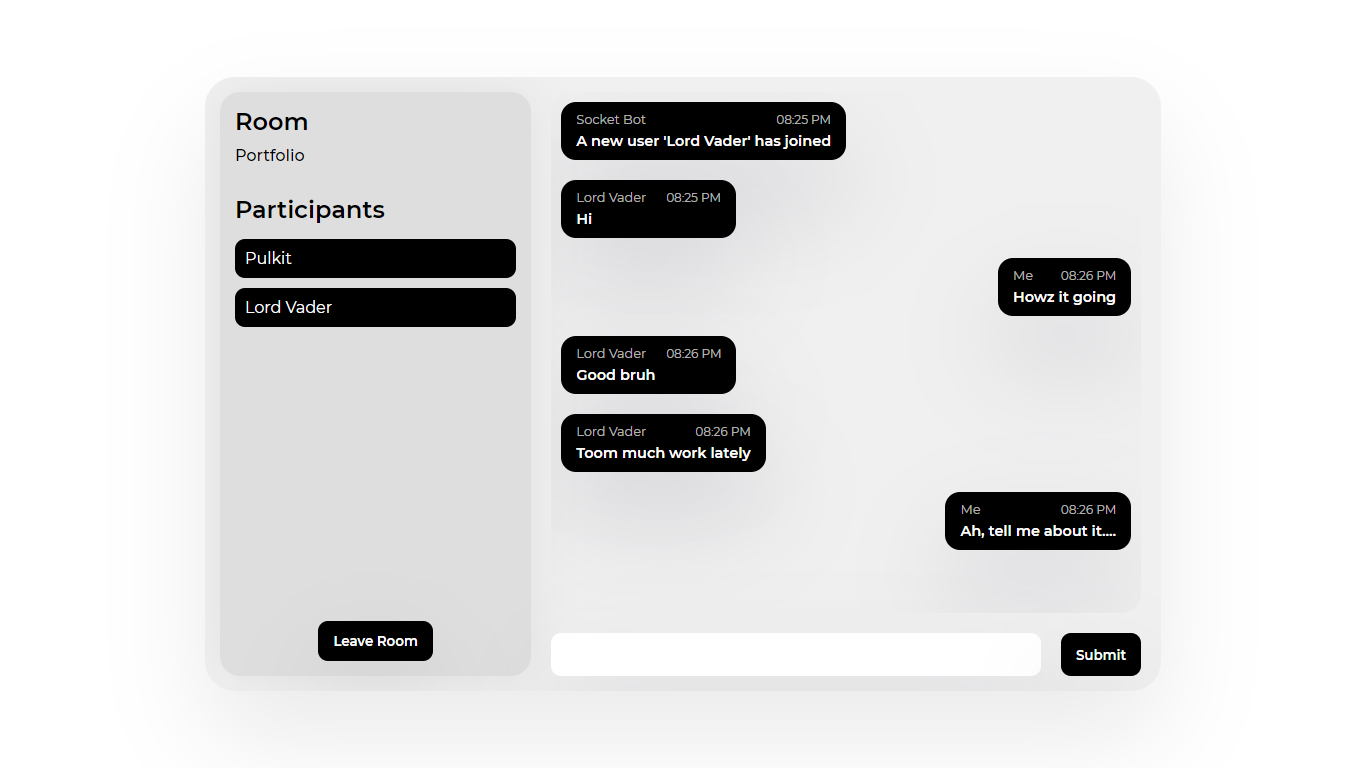 Room
Portfolio
Participants
Pulkit
Lord Vader
Leave Room
Socket Bot 08:25 PM
A new user 'Lord Vader' has joined
Lord Vader 08:25 PM
Hi
Me 08:26 PM
Howz it going
Lord Vader 08:26 PM
Good bruh
Lord Vader 08:26 PM
Toom much work lately
Me 08:26 PM
Ah, tell me about it....
Submit